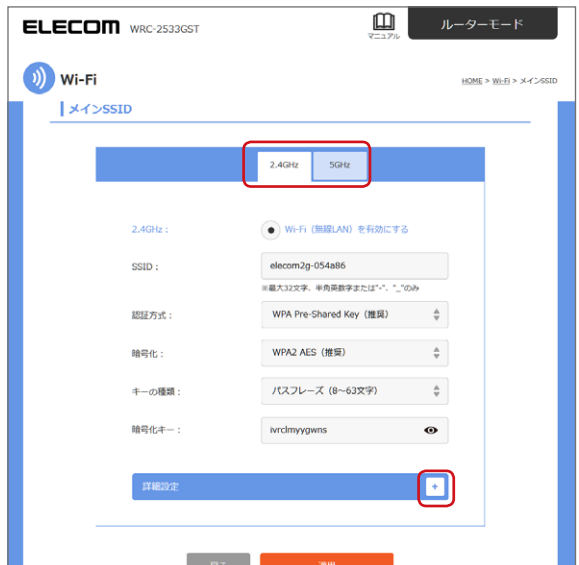 ELECOM WRC-2533GST
マニュアル
ルーターモード
Wi-Fi
HOME > Wi-Fi > メインSSID
メインSSID
2.4GHz 5GHz
2.4GHz： Wi-Fi（無線LAN）を有効にする
SSID： elecom2g-054a86
※最大32文字、半角英数字または"-"、"_"のみ
認証方式： WPA Pre-Shared Key（推奨）
暗号化： WPA2 AES（推奨）
キーの種類： パスフレーズ（8～63文字）
暗号化キー： ivrclmyygwns
詳細設定 +